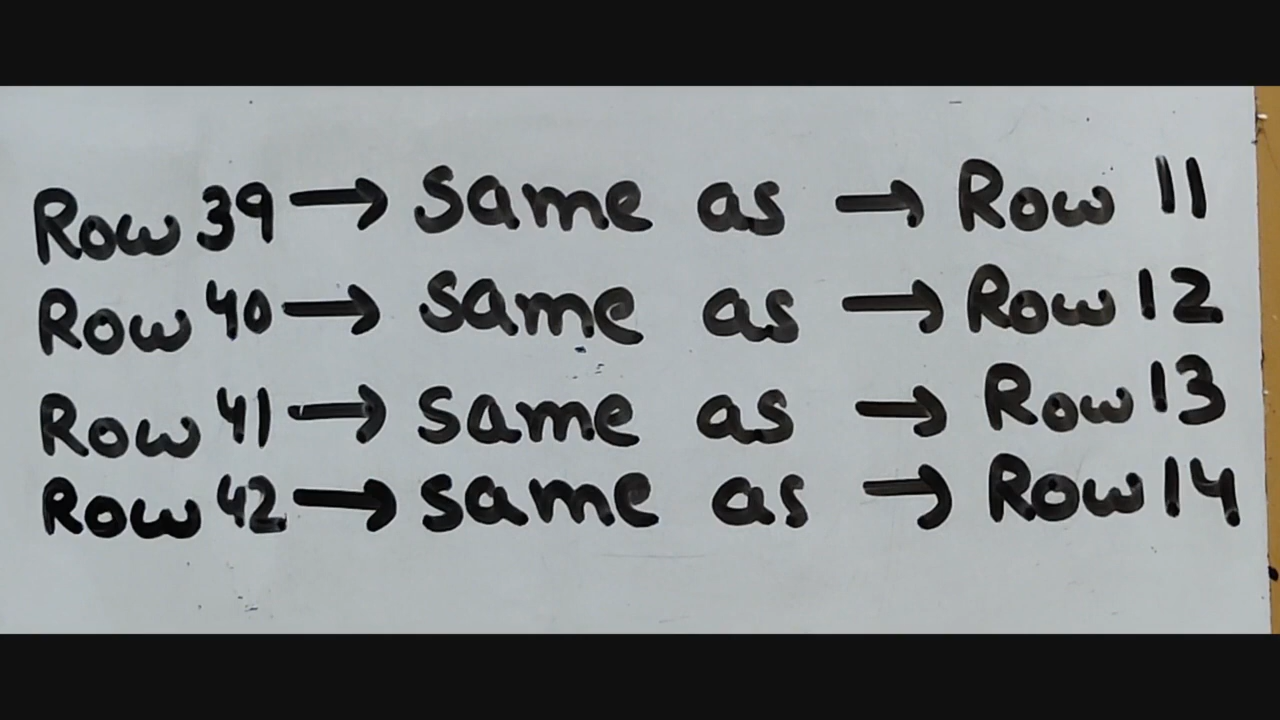 Row 39 → same as → Row 11
Row 40 → same as → Row 12
Row 41 → same as → Row 13
Row 42 → same as → Row 14